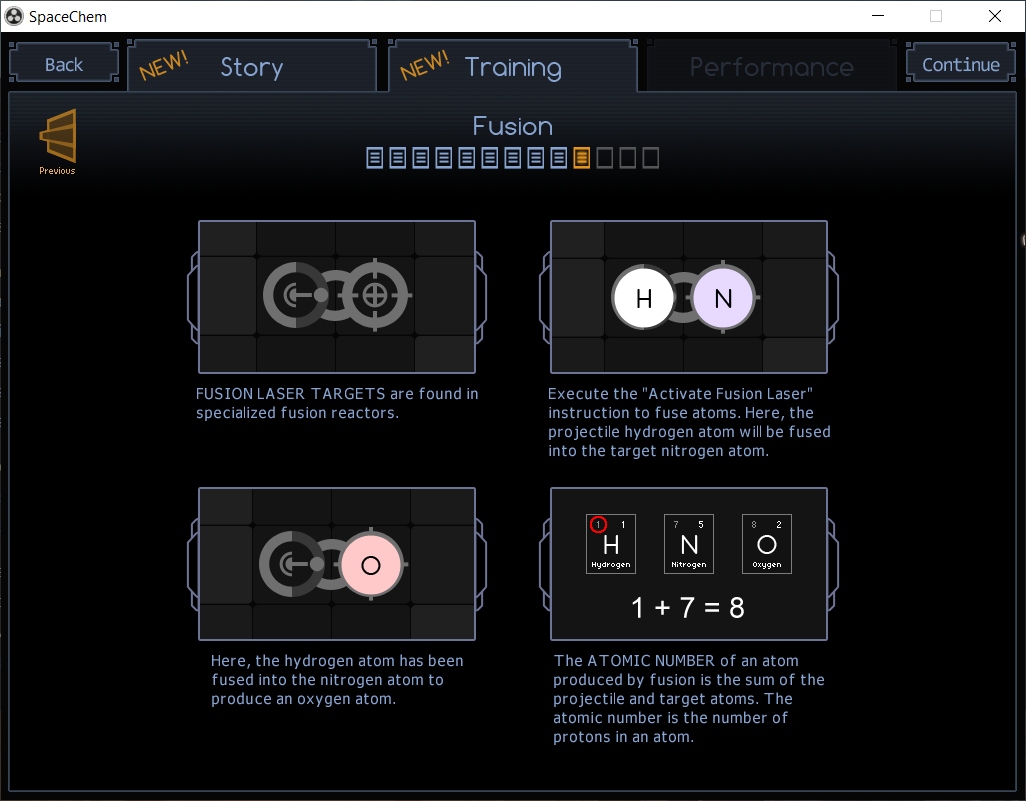 SpaceChem
Back
NEW!
Story
NEW!
Training
Performance
Continue
Fusion
Previous
FUSION LASER TARGETS are found in
specialized fusion reactors.
H
N
Execute the "Activate Fusion Laser"
instruction to fuse atoms. Here, the
projectile hydrogen atom will be fused
into the target nitrogen atom.
O
Here, the hydrogen atom has been
fused into the nitrogen atom to
produce an oxygen atom.
1 1
H
Hydrogen
7 5
N
Nitrogen
8 2
O
Oxygen
1 + 7 = 8
The ATOMIC NUMBER of an atom
produced by fusion is the sum of the
projectile and target atoms. The
atomic number is the number of
protons in an atom.